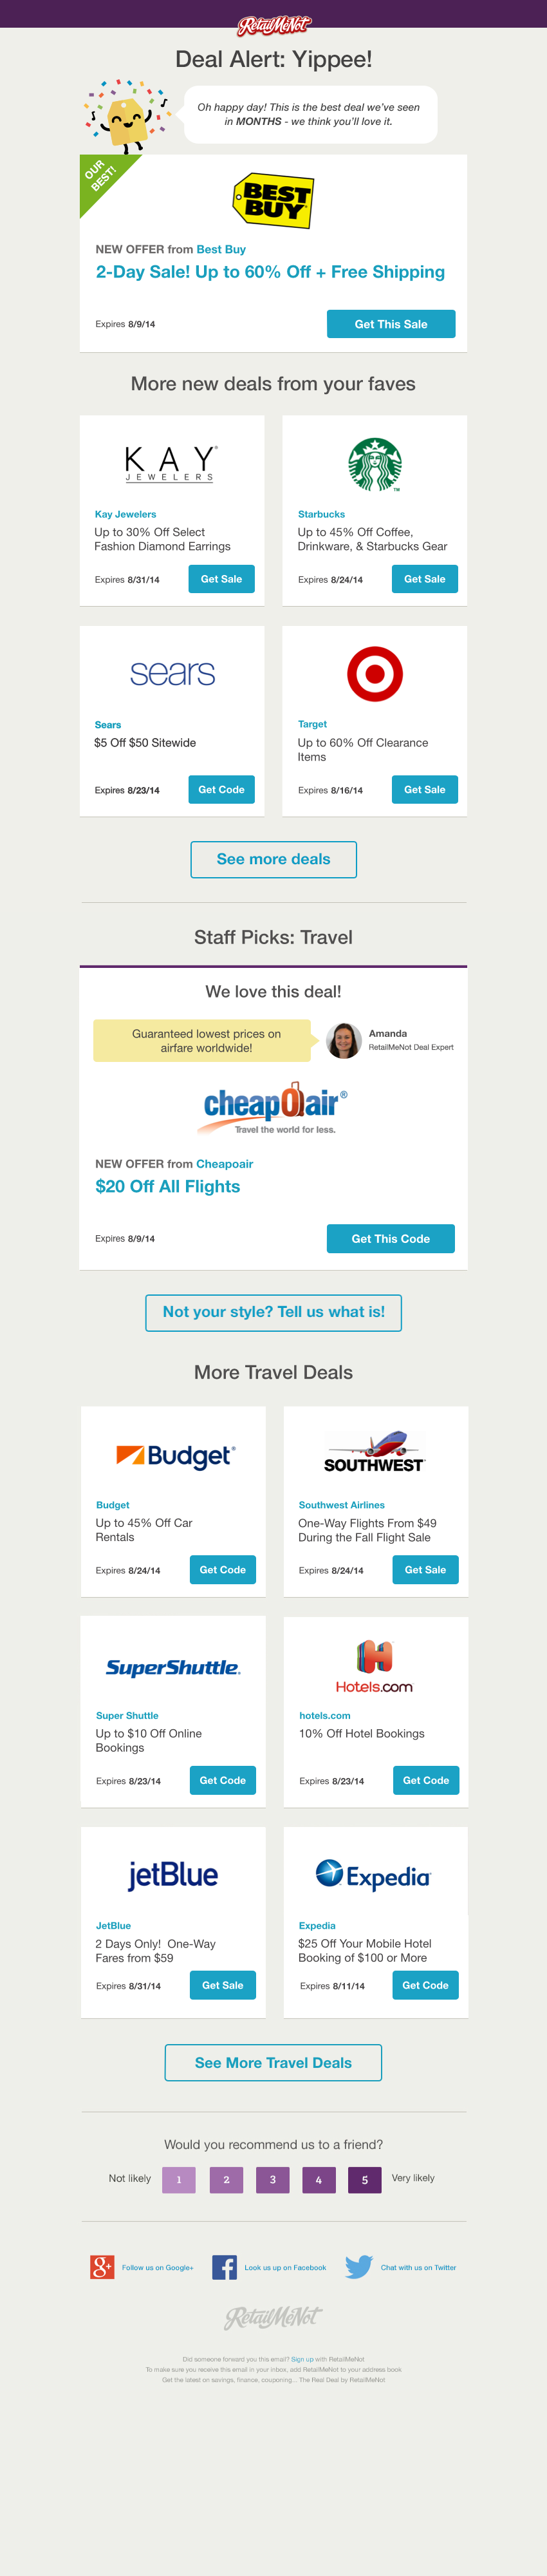 RetailMeNot
Deal Alert: Yippee!
Oh happy day! This is the best deal we've seen
in MONTHS - we think you'll love it.
OUR
BEST!
BEST
BUY
NEW OFFER from Best Buy
2-Day Sale! Up to 60% Off + Free Shipping
Expires 8/9/14
Get This Sale
More new deals from your faves
KAY®
JEWELERS
Kay Jewelers
Up to 30% Off Select
Fashion Diamond Earrings
Expires 8/31/14
Get Sale
TM
Starbucks
Up to 45% Off Coffee,
Drinkware, & Starbucks Gear
Expires 8/24/14
Get Sale
sears
Sears
$5 Off $50 Sitewide
Expires 8/23/14
Get Code
Target
Up to 60% Off Clearance
Items
Expires 8/16/14
Get Sale
See more deals
Staff Picks: Travel
We love this deal!
Guaranteed lowest prices on
airfare worldwide!
Amanda
RetailMeNot Deal Expert
cheapOair®
Travel the world for less.
NEW OFFER from Cheapoair
$20 Off All Flights
Expires 8/9/14
Get This Code
Not your style? Tell us what is!
More Travel Deals
Budget®
Budget
Up to 45% Off Car
Rentals
Expires 8/24/14
Get Code
SOUTHWEST
Southwest Airlines
One-Way Flights From $49
During the Fall Flight Sale
Expires 8/24/14
Get Sale
SuperShuttle
Super Shuttle
Up to $10 Off Online
Bookings
Expires 8/23/14
Get Code
Hotels.com
hotels.com
10% Off Hotel Bookings
Expires 8/23/14
Get Code
jetBlue
JetBlue
2 Days Only! One-Way
Fares from $59
Expires 8/31/14
Get Sale
Expedia
Expedia
$25 Off Your Mobile Hotel
Booking of $100 or More
Expires 8/11/14
Get Code
See More Travel Deals
Would you recommend us to a friend?
Not likely 1 2 3 4 5 Very likely
g+ Follow us on Google+
f Look us up on Facebook
Chat with us on Twitter
RetailMeNot
Did someone forward you this email? Sign up with RetailMeNot
To make sure you receive this email in your inbox, add RetailMeNot to your address book
Get the latest on savings, finance, couponing... The Real Deal by RetailMeNot